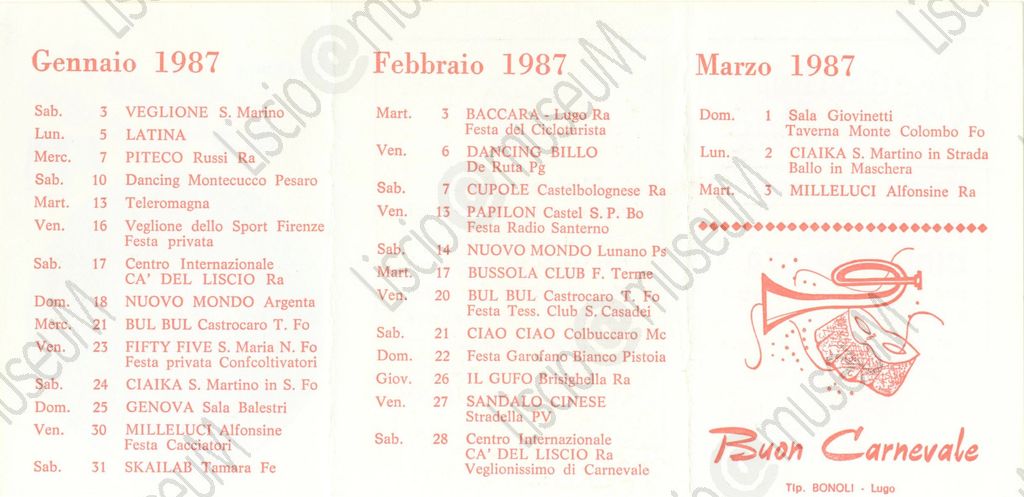 Gennaio 1987
Sab. 3 VEGLIONE S. Marino
Lun. 5 LATINA
Merc. 7 PITECO Russi Ra
Sab. 10 Dancing Montecucco Pesaro
Mart. 13 Teleromagna
Ven. 16 Veglione dello Sport Firenze
Festa privata
Sab. 17 Centro Internazionale
CA' DEL LISCIO Ra
Dom. 18 NUOVO MONDO Argenta
Merc. 21 BUL BUL Castrocaro T. Fo
Ven. 23 FIFTY FIVE S. Maria N. Fo
Festa privata Confcoltivatori
Sab. 24 CIAIKA S. Martino in S. Fo
Dom. 25 GENOVA Sala Balestri
Ven. 30 MILLELUCI Alfonsine
Festa Cacciatori
Sab. 31 SKAILAB Tamara Fe
Febbraio 1987
Mart. 3 BACCARA - Lugo Ra
Festa del Cicloturista
Ven. 6 DANCING BILLO
De Ruta Pg
Sab. 7 CUPOLE Castelbolognese Ra
Ven. 13 PAPILON Castel S. P. Bo
Festa Radio Santerno
Sab. 14 NUOVO MONDO Lunano Ps
Mart. 17 BUSSOLA CLUB F. Terme
Ven. 20 BUL BUL Castrocaro T. Fo
Festa Tess. Club S. Casadei
Sab. 21 CIAO CIAO Colbuccaro Mc
Dom. 22 Festa Garofano Bianco Pistoia
Giov. 26 IL GUFO Brisighella Ra
Ven. 27 SANDALO CINESE
Stradella PV
Sab. 28 Centro Internazionale
CA' DEL LISCIO Ra
Veglionissimo di Carnevale
Marzo 1987
Dom. 1 Sala Giovinetti
Taverna Monte Colombo Fo
Lun. 2 CIAIKA S. Martino in Strada
Ballo in Maschera
Mart. 3 MILLELUCI Alfonsine Ra
Buon Carnevale
Tip. BONOLI - Lugo
Liscio@museuM
Liscio@museuM
Liscio@museuM
Liscio@museuM